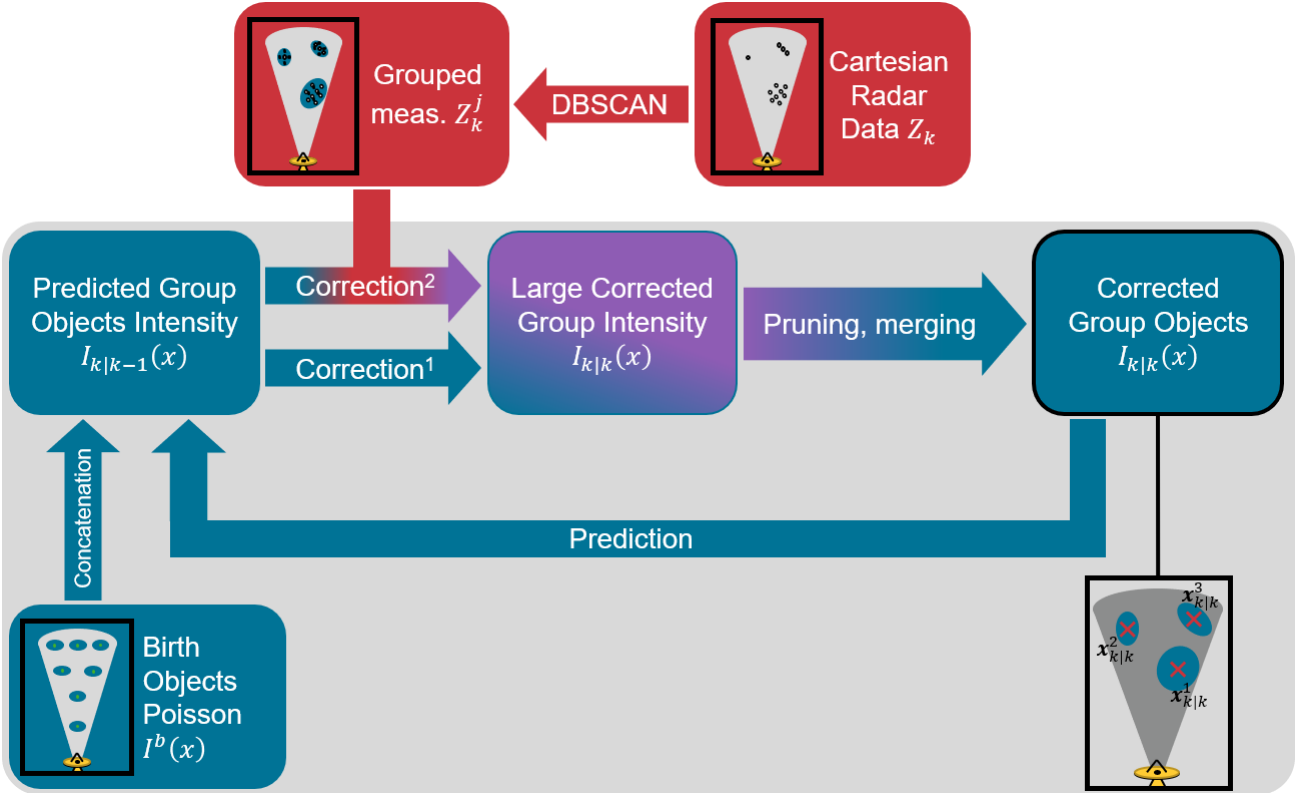 Grouped
meas. $Z_k^j$
DBSCAN
Cartesian
Radar
Data $Z_k$
Predicted Group
Objects Intensity
$I_{k|k-1}(x)$
Correction²
Correction¹
Large Corrected
Group Intensity
$I_{k|k}(x)$
Pruning, merging
Corrected
Group Objects
$I_{k|k}(x)$
Concatenation
Prediction
Birth
Objects
Poisson
$I^b(x)$
$x_{k|k}^3$
$x_{k|k}^2$
$x_{k|k}^1$